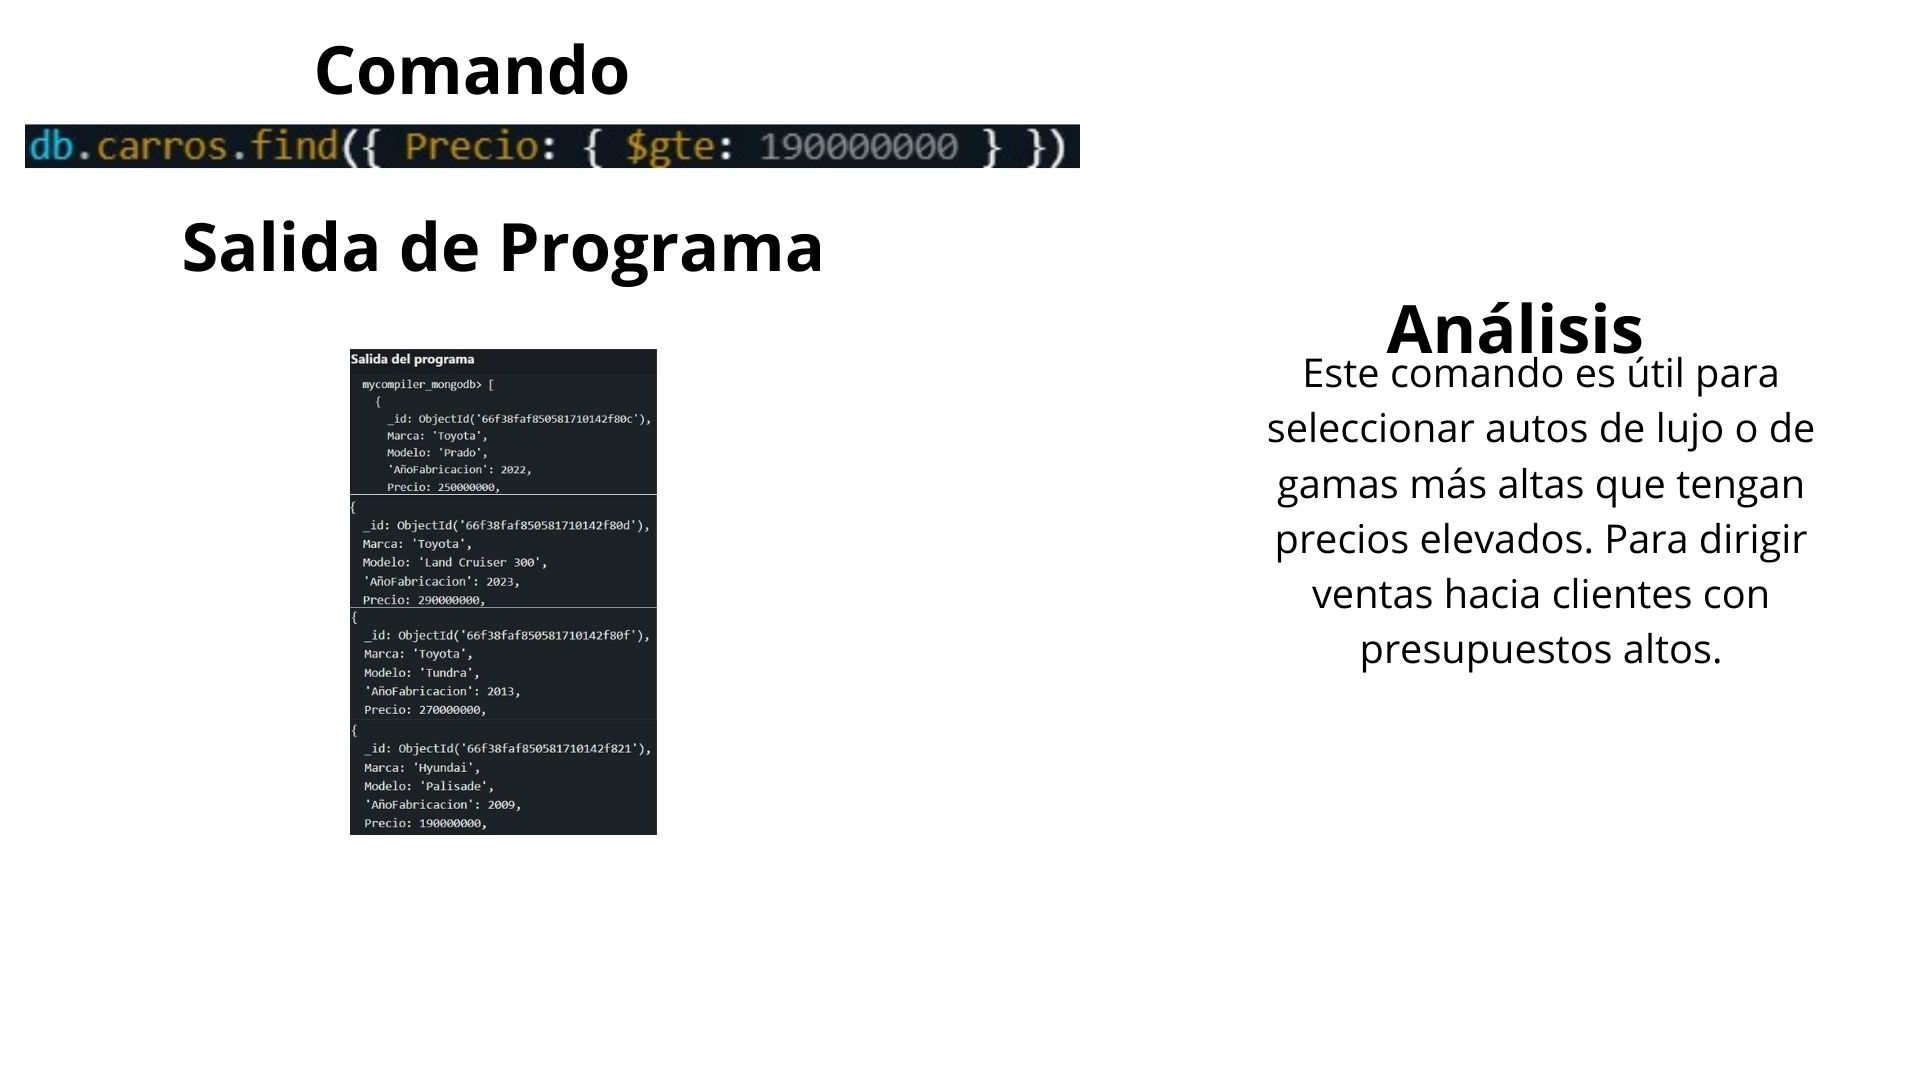 Comando
db.carros.find({ Precio: { $gte: 190000000 } })
Salida de Programa
Salida del programa
mycompiler_mongodb> [
{
_id: ObjectId('66f38faf850581710142f80c'),
Marca: 'Toyota',
Modelo: 'Prado',
'AñoFabricacion': 2022,
Precio: 250000000,
{
_id: ObjectId('66f38faf850581710142f80d'),
Marca: 'Toyota',
Modelo: 'Land Cruiser 300',
'AñoFabricacion': 2023,
Precio: 290000000,
{
_id: ObjectId('66f38faf850581710142f80f'),
Marca: 'Toyota',
Modelo: 'Tundra',
'AñoFabricacion': 2013,
Precio: 270000000,
{
_id: ObjectId('66f38faf850581710142f821'),
Marca: 'Hyundai',
Modelo: 'Palisade',
'AñoFabricacion': 2009,
Precio: 190000000,
Análisis
Este comando es útil para
seleccionar autos de lujo o de
gamas más altas que tengan
precios elevados. Para dirigir
ventas hacia clientes con
presupuestos altos.